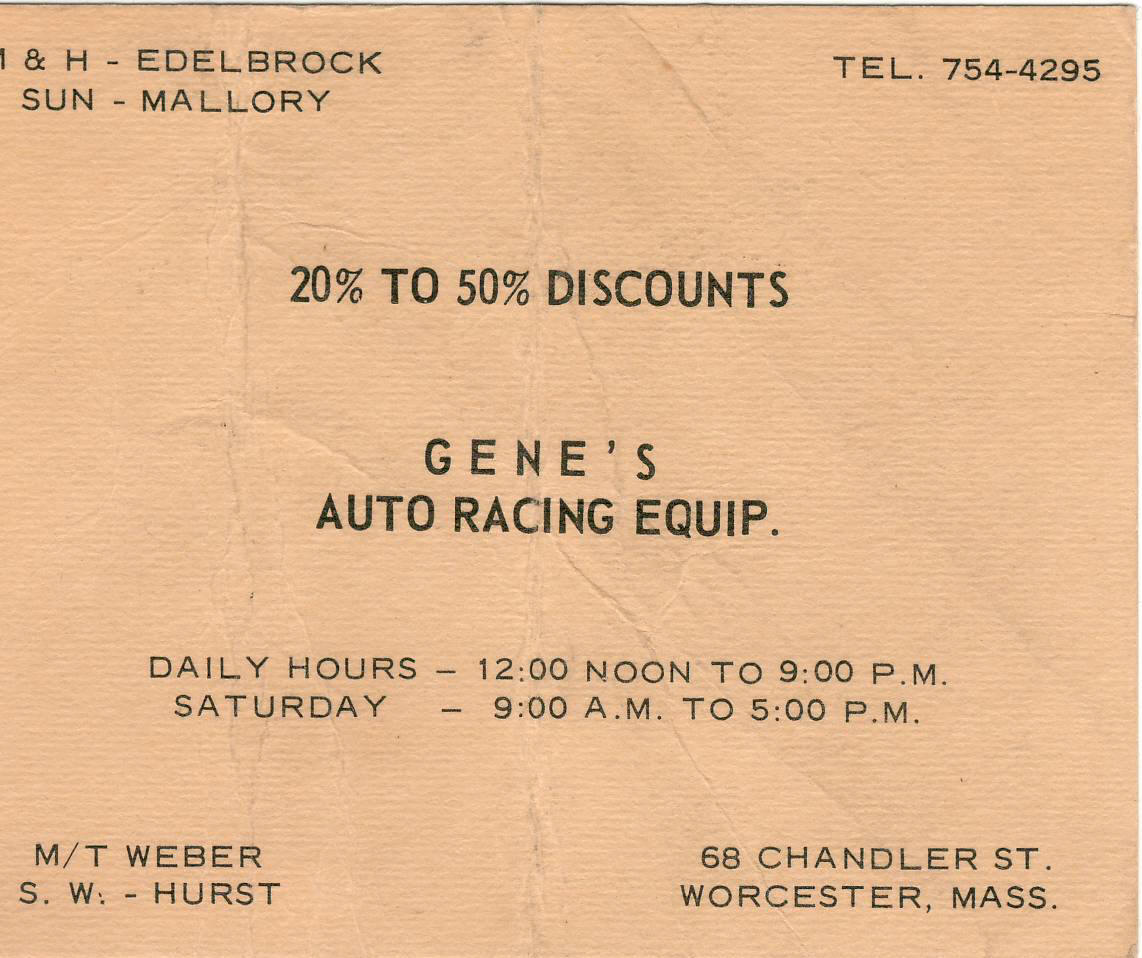 & H - EDELBROCK
SUN - MALLORY
TEL. 754-4295
20% TO 50% DISCOUNTS
GENE'S
AUTO RACING EQUIP.
DAILY HOURS – 12:00 NOON TO 9:00 P.M.
SATURDAY – 9:00 A.M. TO 5:00 P.M.
M/T WEBER
S. W. - HURST
68 CHANDLER ST.
WORCESTER, MASS.